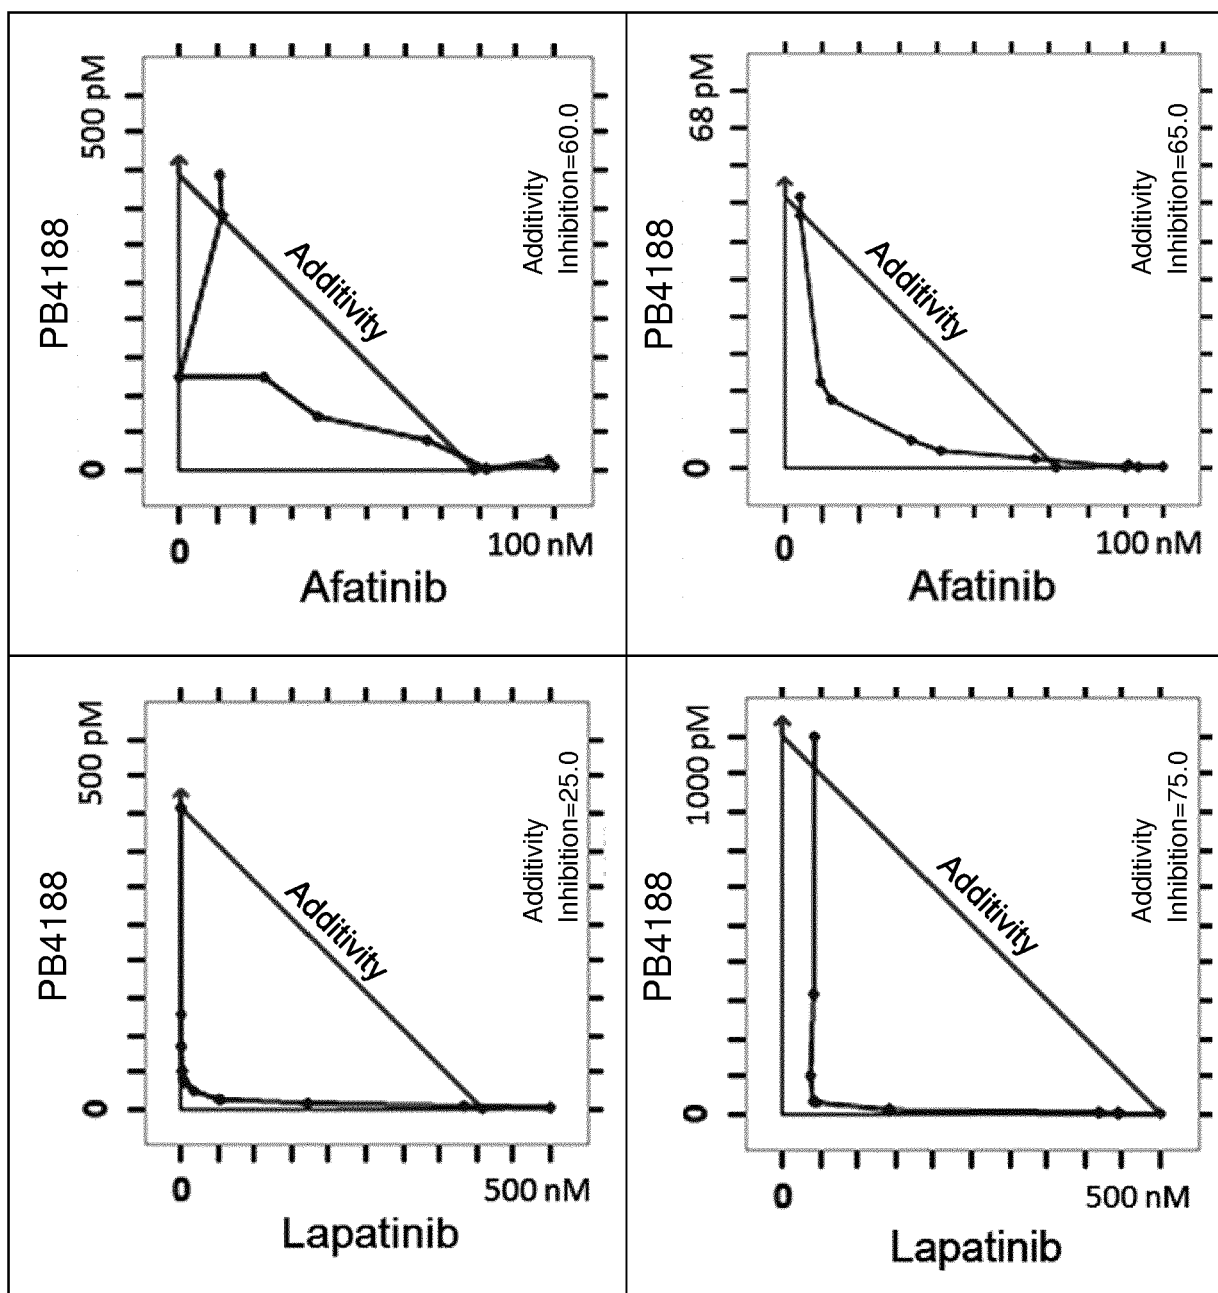 500 pM
PB4188
0
Additivity
Additivity
Inhibition=60.0
0
100 nM
Afatinib
68 pM
PB4188
0
Additivity
Additivity
Inhibition=65.0
0
100 nM
Afatinib
500 pM
PB4188
0
Additivity
Additivity
Inhibition=25.0
0
500 nM
Lapatinib
1000 pM
PB4188
0
Additivity
Additivity
Inhibition=75.0
0
500 nM
Lapatinib